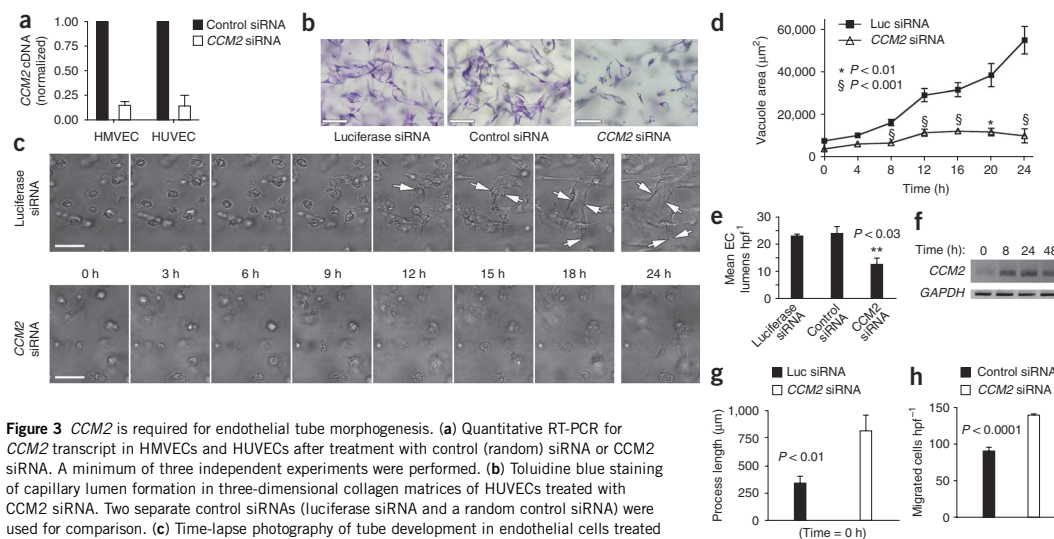 a
1.00
0.75
0.50
0.25
0
CCM2 cDNA
(normalized)
HMVEC HUVEC
Control siRNA
CCM2 siRNA
b
Luciferase siRNA Control siRNA CCM2 siRNA
c
Luciferase
siRNA
0 h 3 h 6 h 9 h 12 h 15 h 18 h 24 h
CCM2
siRNA
d
Luc siRNA
CCM2 siRNA
* P < 0.01
§ P < 0.001
Vacuole area (µm²)
60,000
40,000
20,000
0
§ § § * §
0 4 8 12 16 20 24
Time (h)
e
Mean EC
lumens hpf¹
30
20
10
0
P < 0.03
**
Luciferase
siRNA
Control
siRNA
CCM2
siRNA
f
Time (h): 0 8 24 48
CCM2
GAPDH
g
Luc siRNA
CCM2 siRNA
Process length (µm)
1,000
750
500
250
0
P < 0.01
(Time = 0 h)
h
Control siRNA
CCM2 siRNA
Migrated cells hpf⁻¹
150
100
50
0
P < 0.0001
Figure 3 CCM2 is required for endothelial tube morphogenesis. (a) Quantitative RT-PCR for
CCM2 transcript in HMVECs and HUVECs after treatment with control (random) siRNA or CCM2
siRNA. A minimum of three independent experiments were performed. (b) Toluidine blue staining
of capillary lumen formation in three-dimensional collagen matrices of HUVECs treated with
CCM2 siRNA. Two separate control siRNAs (luciferase siRNA and a random control siRNA) were
used for comparison. (c) Time-lapse photography of tube development in endothelial cells treated